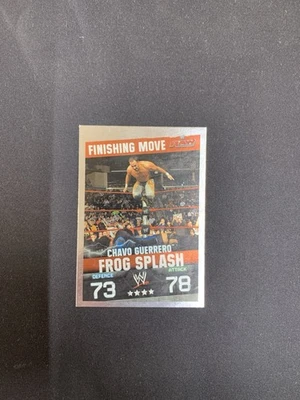 FINISHING MOVE
CHAVO GUERRERO
FROG SPLASH
DEFENCE
ATTACK
73
78